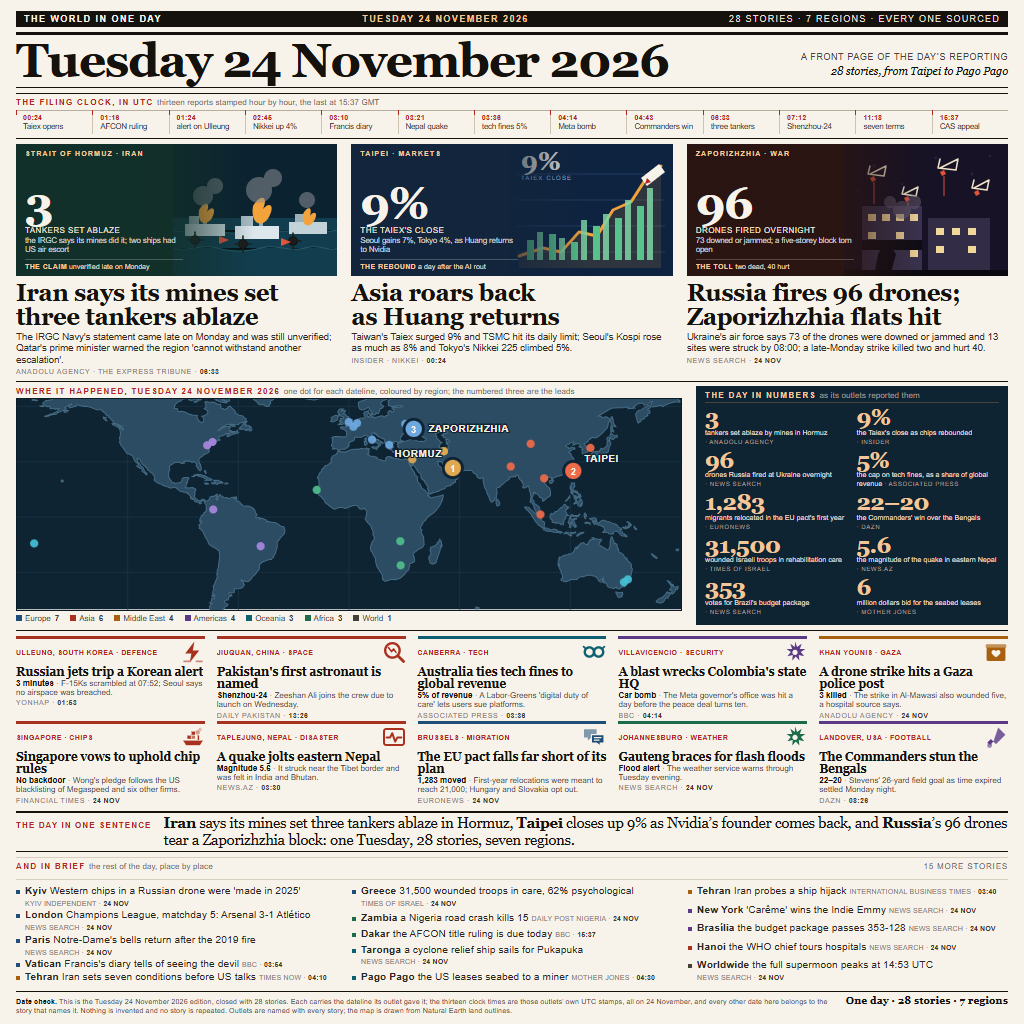 THE WORLD IN ONE DAY
TUESDAY 24 NOVEMBER 2026
28 STORIES · 7 REGIONS · EVERY ONE SOURCED
Tuesday 24 November 2026
A FRONT PAGE OF THE DAY'S REPORTING
28 stories, from Taipei to Pago Pago
THE FILING CLOCK, IN UTC thirteen reports stamped hour by hour, the last at 15:37 GMT
00:24 Taiex opens
01:16 AFCON ruling
01:24 alert on Ulleung
02:45 Nikkei up 4%
03:10 Francis diary
03:21 Nepal quake
03:36 tech fines 5%
04:14 Meta bomb
04:43 Commanders win
06:33 three tankers
07:12 Shenzhou-24
11:18 seven terms
15:37 CAS appeal
STRAIT OF HORMUZ · IRAN
3
TANKERS SET ABLAZE
the IRGC says its mines did it; two ships had
US air escort
THE CLAIM unverified late on Monday
TAIPEI · MARKETS
9%
THE TAIEX'S CLOSE
Seoul gains 7%, Tokyo 4%, as Huang returns
to Nvidia
THE REBOUND a day after the AI rout
9%
TAIEX CLOSE
ZAPORIZHZHIA · WAR
96
DRONES FIRED OVERNIGHT
73 downed or jammed; a five-storey block torn
open
THE TOLL two dead, 40 hurt
Iran says its mines set
three tankers ablaze
The IRGC Navy's statement came late on Monday and was still unverified;
Qatar's prime minister warned the region 'cannot withstand another
escalation'.
ANADOLU AGENCY · THE EXPRESS TRIBUNE · 06:33
Asia roars back
as Huang returns
Taiwan's Taiex surged 9% and TSMC hit its daily limit; Seoul's Kospi rose
as much as 8% and Tokyo's Nikkei 225 climbed 5%.
INSIDER · NIKKEI · 00:24
Russia fires 96 drones;
Zaporizhzhia flats hit
Ukraine's air force says 73 of the drones were downed or jammed and 13
sites were struck by 08:00; a late-Monday strike killed two and hurt 40.
NEWS SEARCH · 24 NOV
WHERE IT HAPPENED, TUESDAY 24 NOVEMBER 2026 one dot for each dateline, coloured by region; the numbered three are the leads
3 ZAPORIZHZHIA
HORMUZ
1
TAIPEI
2
Europe 7
Asia 6
Middle East 4
Americas 4
Oceania 3
Africa 3
World 1
THE DAY IN NUMBERS as its outlets reported them
3
tankers set ablaze by mines in Hormuz
· ANADOLU AGENCY
9%
the Taiex's close as chips rebounded
· INSIDER
96
drones Russia fired at Ukraine overnight
· NEWS SEARCH
5%
the cap on tech fines, as a share of global
revenue · ASSOCIATED PRESS
1,283
migrants relocated in the EU pact's first year
· EURONEWS
22–20
the Commanders' win over the Bengals
· DAZN
31,500
wounded Israeli troops in rehabilitation care
· TIMES OF ISRAEL
5.6
the magnitude of the quake in eastern Nepal
· NEWS.AZ
353
votes for Brazil's budget package
· NEWS SEARCH
6
million dollars bid for the seabed leases
· MOTHER JONES
ULLEUNG, SOUTH KOREA · DEFENCE
Russian jets trip a Korean alert
3 minutes · F-15Ks scrambled at 07:52; Seoul says
no airspace was breached.
YONHAP · 01:53
JIUQUAN, CHINA · SPACE
Pakistan's first astronaut is
named
Shenzhou-24 · Zeeshan Ali joins the crew due to
launch on Wednesday.
DAILY PAKISTAN · 13:26
CANBERRA · TECH
Australia ties tech fines to
global revenue
5% of revenue · A Labor-Greens 'digital duty of
care' lets users sue platforms.
ASSOCIATED PRESS · 03:36
VILLAVICENCIO · SECURITY
A blast wrecks Colombia's state
HQ
Car bomb · The Meta governor's office was hit a
day before the peace deal turns ten.
BBC · 04:14
KHAN YOUNIS · GAZA
A drone strike hits a Gaza
police post
3 killed · The strike in Al-Mawasi also wounded five,
a hospital source says.
ANADOLU AGENCY · 24 NOV
SINGAPORE · CHIPS
Singapore vows to uphold chip
rules
No backdoor · Wong's pledge follows the US
blacklisting of Megaspeed and six other firms.
FINANCIAL TIMES · 24 NOV
TAPLEJUNG, NEPAL · DISASTER
A quake jolts eastern Nepal
Magnitude 5.6 · It struck near the Tibet border and
was felt in India and Bhutan.
NEWS.AZ · 03:30
BRUSSELS · MIGRATION
The EU pact falls far short of its
plan
1,283 moved · First-year relocations were meant to
reach 21,000; Hungary and Slovakia opt out.
EURONEWS · 24 NOV
JOHANNESBURG · WEATHER
Gauteng braces for flash floods
Flood alert · The weather service warns through
Tuesday evening.
NEWS SEARCH · 24 NOV
LANDOVER, USA · FOOTBALL
The Commanders stun the
Bengals
22–20 · Stevens' 26-yard field goal as time expired
settled Monday night.
DAZN · 03:26
THE DAY IN ONE SENTENCE
Iran says its mines set three tankers ablaze in Hormuz, Taipei closes up 9% as Nvidia's founder comes back, and Russia's 96 drones
tear a Zaporizhzhia block: one Tuesday, 28 stories, seven regions.
AND IN BRIEF the rest of the day, place by place
15 MORE STORIES
Kyiv Western chips in a Russian drone were 'made in 2025'
KYIV INDEPENDENT · 24 NOV
London Champions League, matchday 5: Arsenal 3-1 Atlético
NEWS SEARCH · 24 NOV
Paris Notre-Dame's bells return after the 2019 fire
NEWS SEARCH · 24 NOV
Vatican Francis's diary tells of seeing the devil BBC · 03:54
Tehran Iran sets seven conditions before US talks TIMES NOW · 04:10
Greece 31,500 wounded troops in care, 62% psychological
TIMES OF ISRAEL · 24 NOV
Zambia a Nigeria road crash kills 15 DAILY POST NIGERIA · 24 NOV
Dakar the AFCON title ruling is due today BBC · 15:37
Taronga a cyclone relief ship sails for Pukapuka
NEWS SEARCH · 24 NOV
Pago Pago the US leases seabed to a miner MOTHER JONES · 04:30
Tehran Iran probes a ship hijack INTERNATIONAL BUSINESS TIMES · 03:40
New York 'Carême' wins the Indie Emmy NEWS SEARCH · 24 NOV
Brasília the budget package passes 353-128 NEWS SEARCH · 24 NOV
Hanoi the WHO chief tours hospitals NEWS SEARCH · 24 NOV
Worldwide the full supermoon peaks at 14:53 UTC
NEWS SEARCH · 24 NOV
Date check. This is the Tuesday 24 November 2026 edition, closed with 28 stories. Each carries the dateline its outlet gave it; the thirteen clock times are those outlets' own UTC stamps, all on 24 November, and every other date here belongs to the
story that names it. Nothing is invented and no story is repeated. Outlets are named with every story; the map is drawn from Natural Earth land outlines.
One day · 28 stories · 7 regions